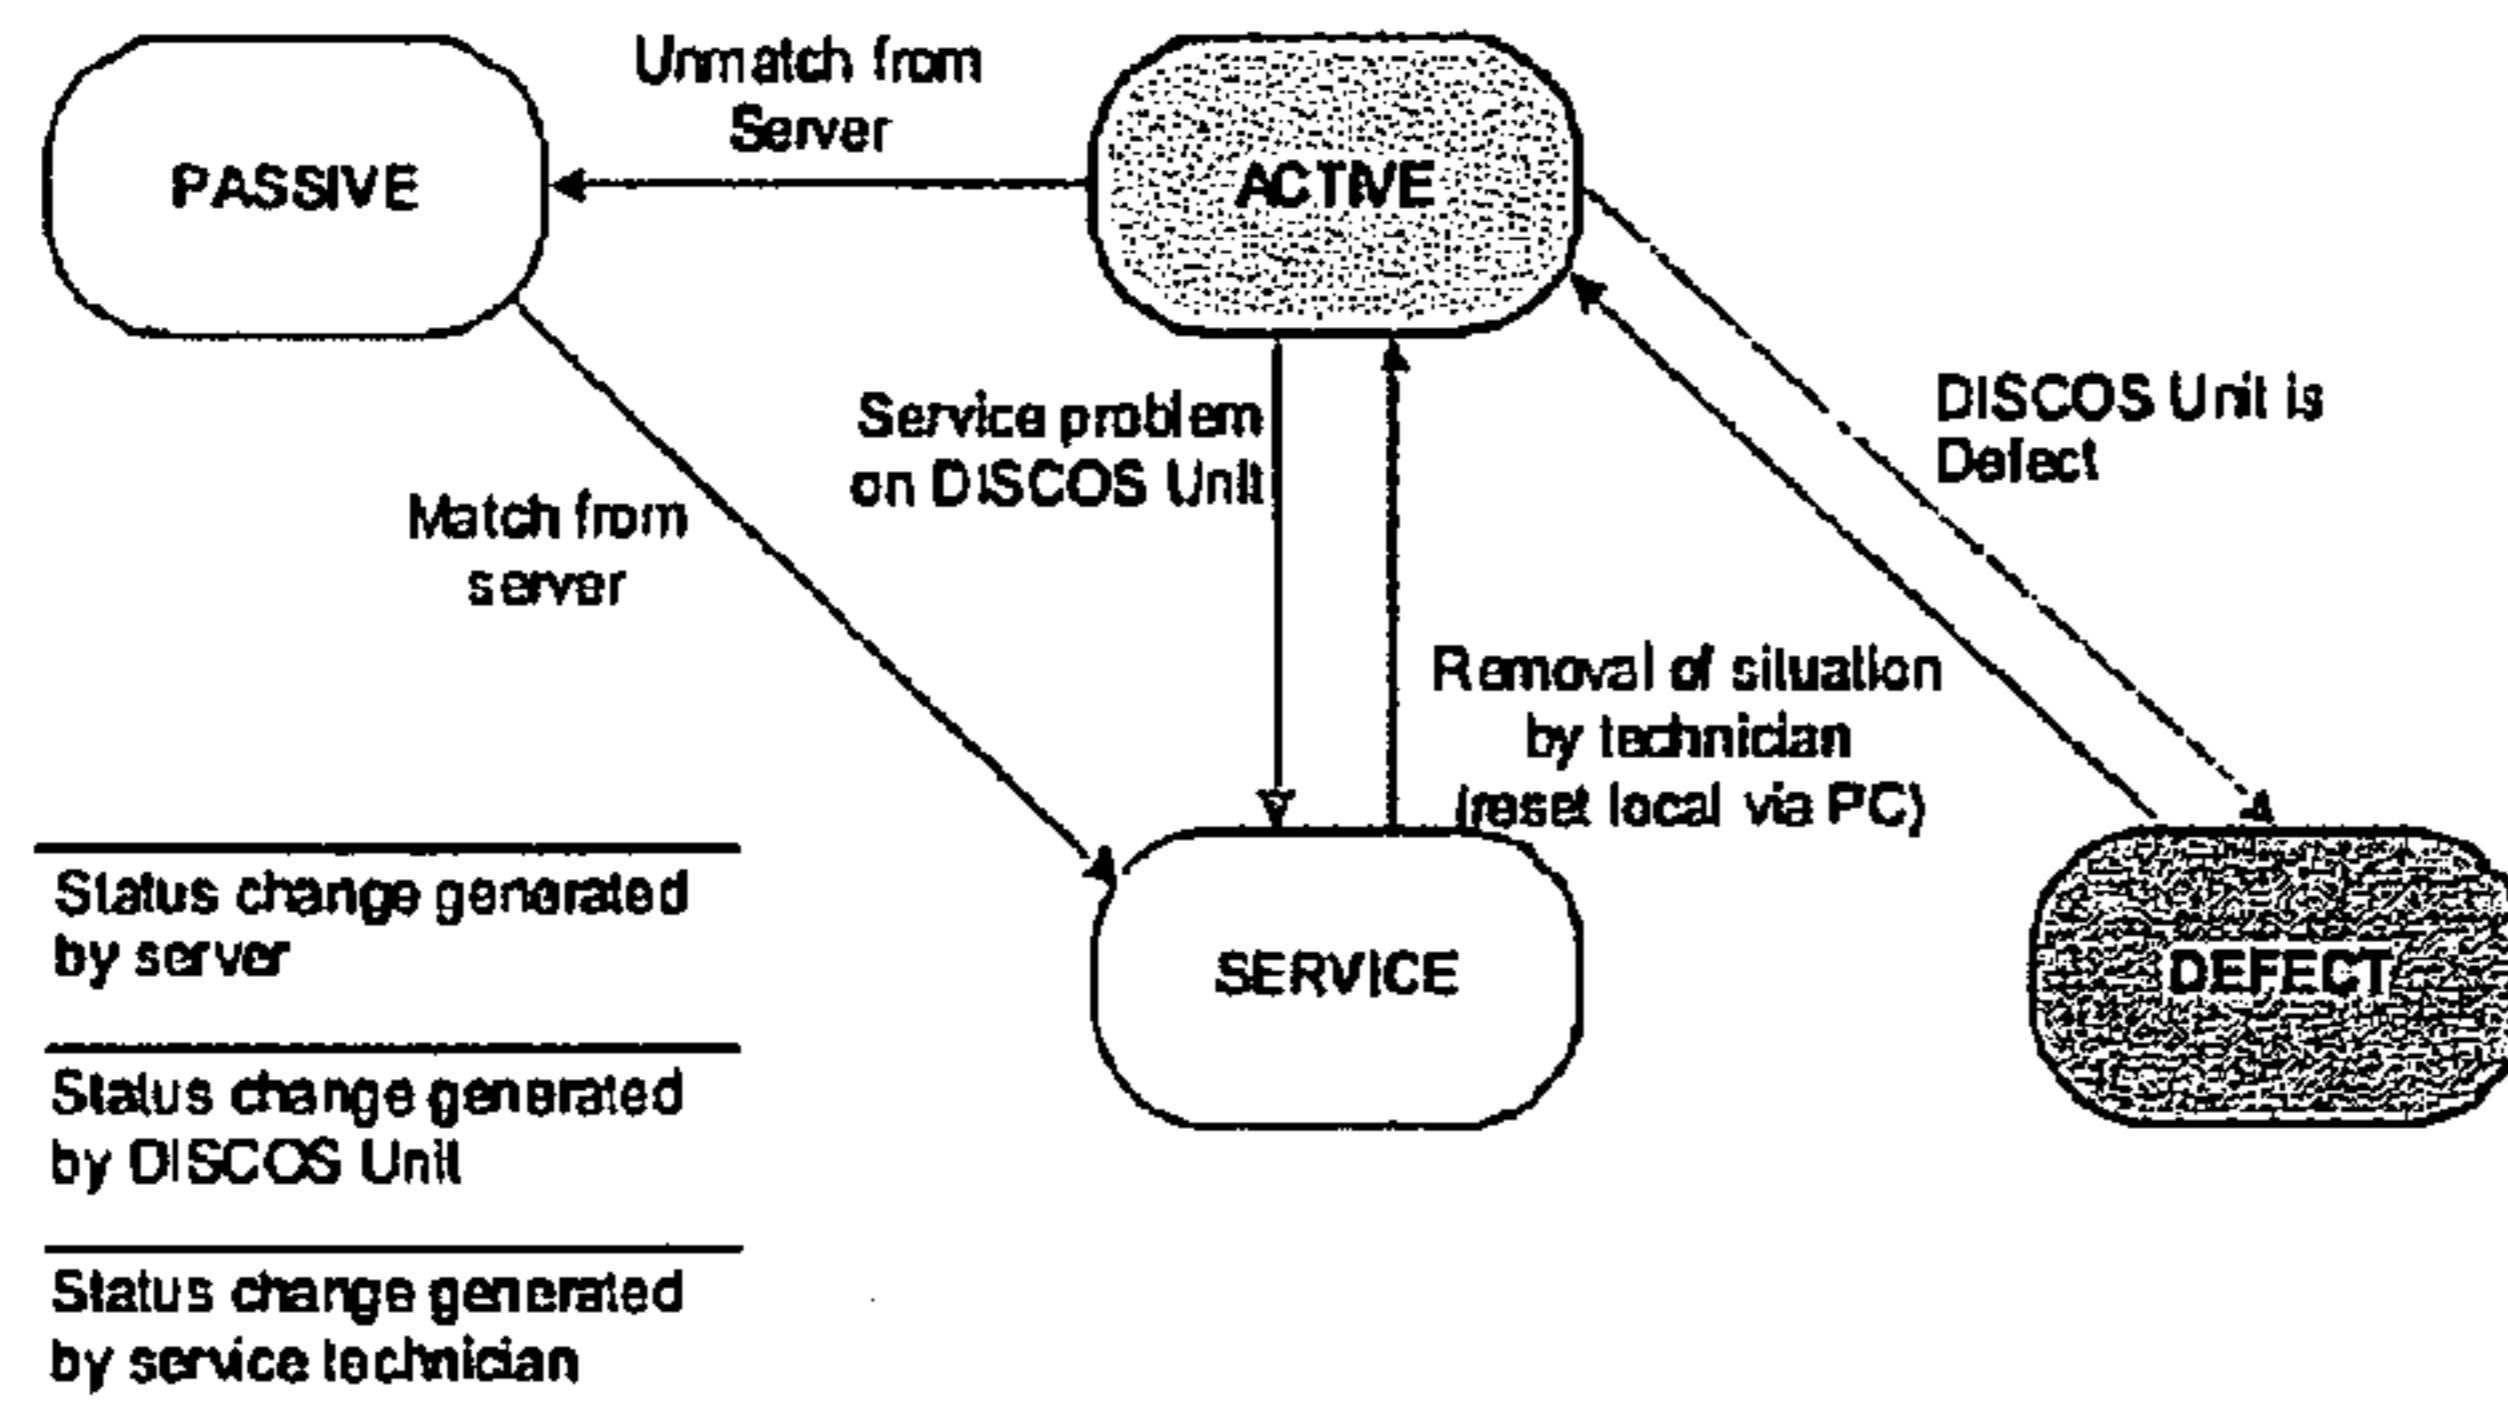 Unmatch from
Server
PASSIVE
ACTIVE
DISCOS Unit is
Defect
Service problem
on DISCOS Unit
Match from
server
Removal of situation
by technician
(reset local via PC)
Status change generated
by server
SERVICE
DEFECT
Status change generated
by DISCOS Unit
Status change generated
by service technician